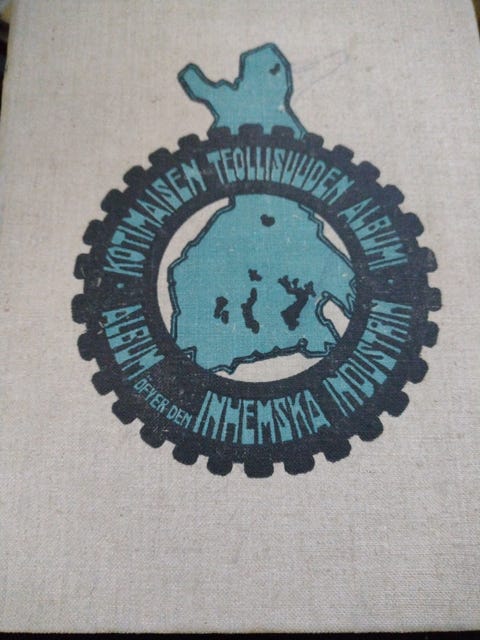 KOTIMAISEN TEOLLISUUDEN ALBUMI
ALBUM ÖFVER DEN INHEMSKA INDUSTRIN